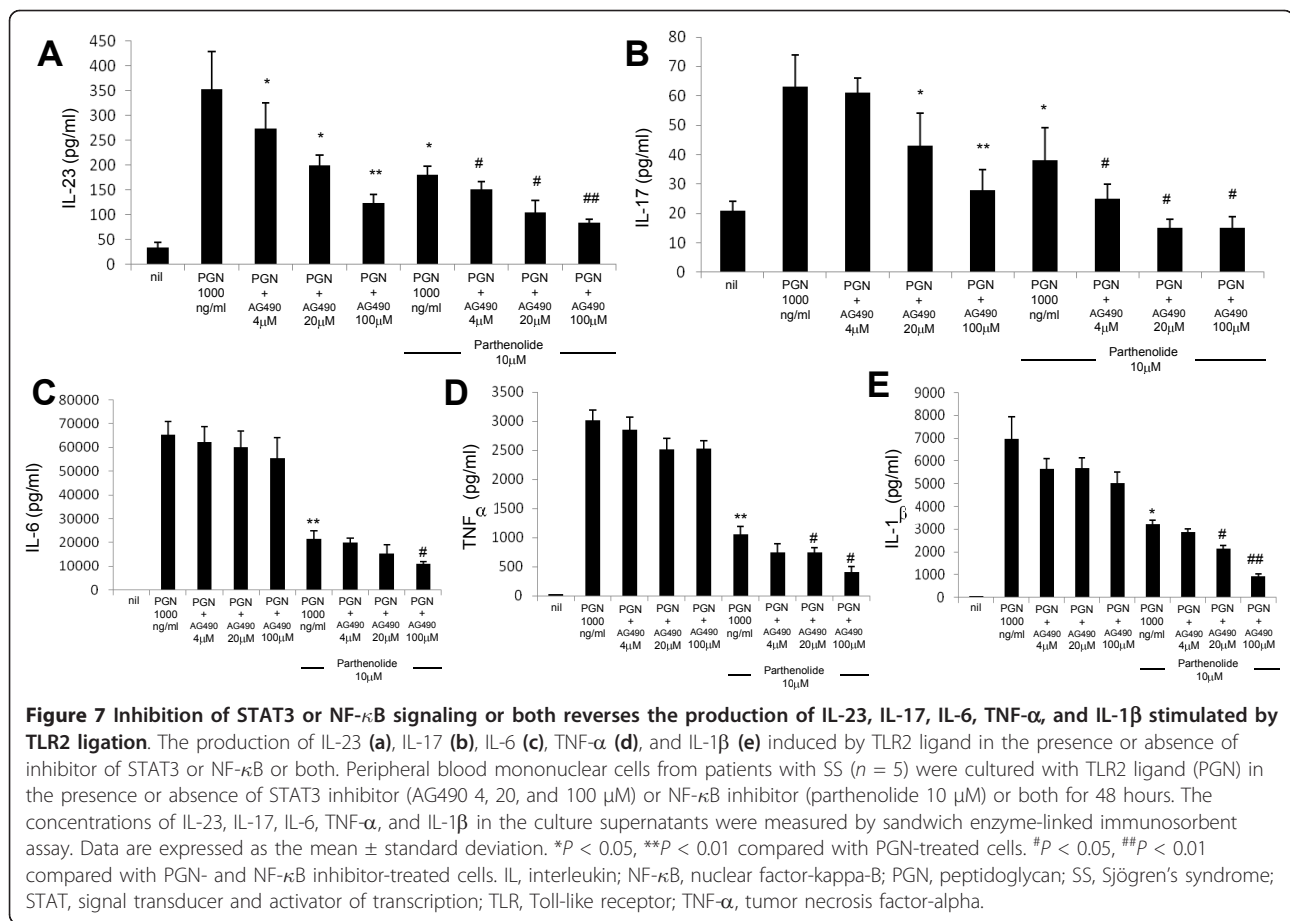 A
450
400
350
300
250
200
150
100
50
0
IL-23 (pg/ml)
* * ** * # # ##
nil PGN PGN PGN PGN PGN PGN PGN PGN
1000 + + + 1000 + + +
ng/ml AG490 AG490 AG490 ng/ml AG490 AG490 AG490
4µM 20µM 100µM 4µM 20µM 100µM
Parthenolide
10µM
B
80
70
60
50
40
30
20
10
0
IL-17 (pg/ml)
* ** * # # #
nil PGN PGN PGN PGN PGN PGN PGN PGN
1000 + + + 1000 + + +
ng/ml AG490 AG490 AG490 ng/ml AG490 AG490 AG490
4µM 20µM 100µM 4µM 20µM 100µM
Parthenolide
10µM
C
80000
70000
60000
50000
40000
30000
20000
10000
0
IL-6 (pg/ml)
** #
nil PGN PGN PGN PGN PGN PGN PGN PGN
1000 + + + 1000 + + +
ng/ml AG490 AG490 AG490 ng/ml AG490 AG490 AG490
4µM 20µM 100µM 4µM 20µM 100µM
Parthenolide
10µM
D
3500
3000
2500
2000
1500
1000
500
0
TNF α (pg/ml)
** # #
nil PGN PGN PGN PGN PGN PGN PGN PGN
1000 + + + 1000 + + +
ng/ml AG490 AG490 AG490 ng/ml AG490 AG490 AG490
4µM 20µM 100µM 4µM 20µM 100µM
Parthenolide
10µM
E
9000
8000
7000
6000
5000
4000
3000
2000
1000
0
IL-1 β (pg/ml)
* # ##
nil PGN PGN PGN PGN PGN PGN PGN PGN
1000 + + + 1000 + + +
ng/ml AG490 AG490 AG490 ng/ml AG490 AG490 AG490
4µM 20µM 100µM 4µM 20µM 100µM
Parthenolide
10µM
Figure 7 Inhibition of STAT3 or NF-κB signaling or both reverses the production of IL-23, IL-17, IL-6, TNF-α, and IL-1β stimulated by
TLR2 ligation. The production of IL-23 (a), IL-17 (b), IL-6 (c), TNF-α (d), and IL-1β (e) induced by TLR2 ligand in the presence or absence of
inhibitor of STAT3 or NF-κB or both. Peripheral blood mononuclear cells from patients with SS (n = 5) were cultured with TLR2 ligand (PGN) in
the presence or absence of STAT3 inhibitor (AG490 4, 20, and 100 μM) or NF-κB inhibitor (parthenolide 10 μM) or both for 48 hours. The
concentrations of IL-23, IL-17, IL-6, TNF-α, and IL-1β in the culture supernatants were measured by sandwich enzyme-linked immunosorbent
assay. Data are expressed as the mean ± standard deviation. *P < 0.05, **P < 0.01 compared with PGN-treated cells. #P < 0.05, ##P < 0.01
compared with PGN- and NF-κB inhibitor-treated cells. IL, interleukin; NF-κB, nuclear factor-kappa-B; PGN, peptidoglycan; SS, Sjögren's syndrome;
STAT, signal transducer and activator of transcription; TLR, Toll-like receptor; TNF-α, tumor necrosis factor-alpha.